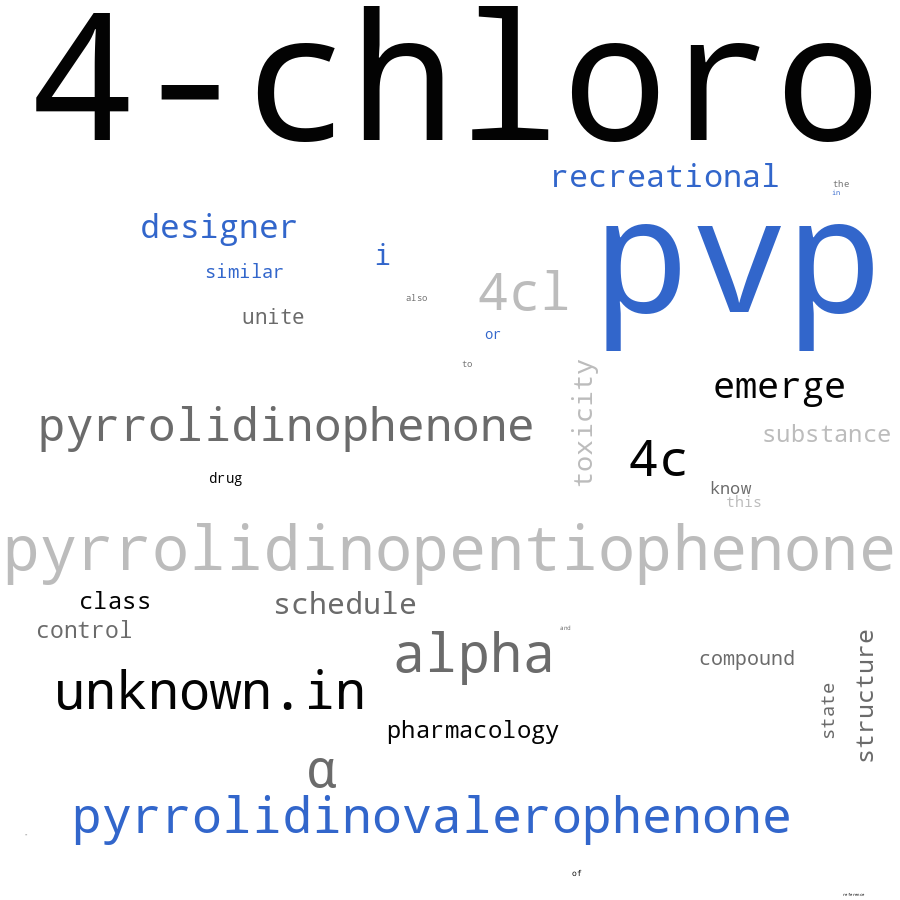 4-chloro
recreational
the
in
designer
pvp
i
similar
4cl
also
unite
or
to
toxicity
emerge
pyrrolidinophenone
substance
4c
drug
know
this
pyrrolidinopentiophenone
class
schedule
control
and
alpha
structure
compound
unknown.in
state
pharmacology
α
pyrrolidinovalerophenone
of
reference